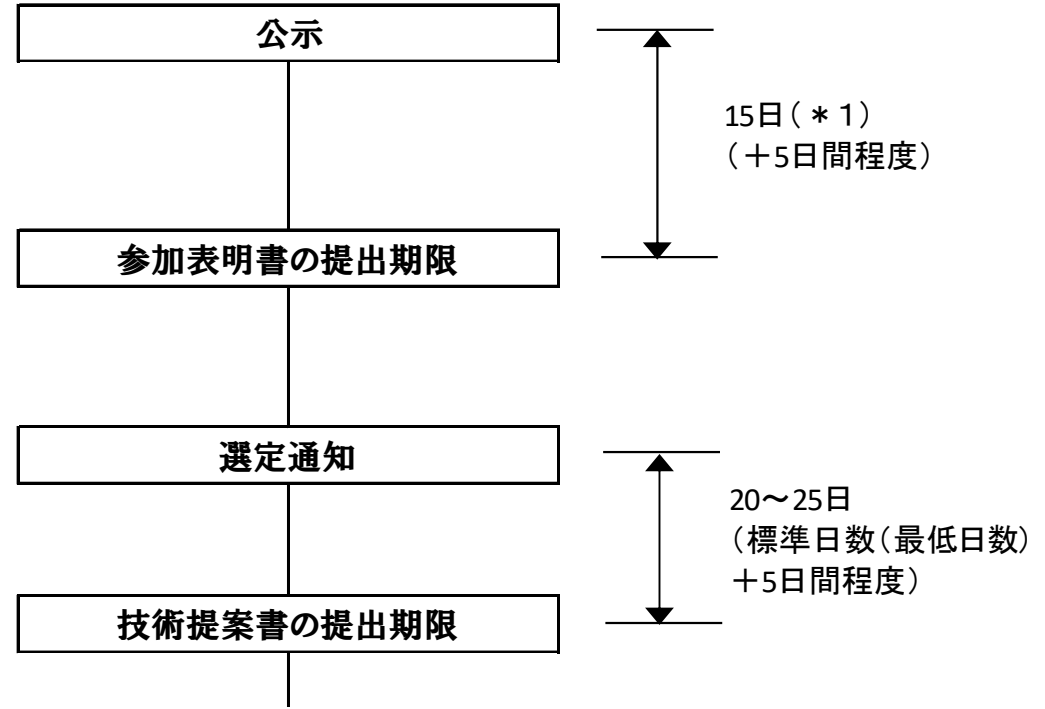 公示
15日（＊１）
（＋5日間程度）
参加表明書の提出期限
選定通知
20～25日
（標準日数（最低日数）
＋5日間程度）
技術提案書の提出期限